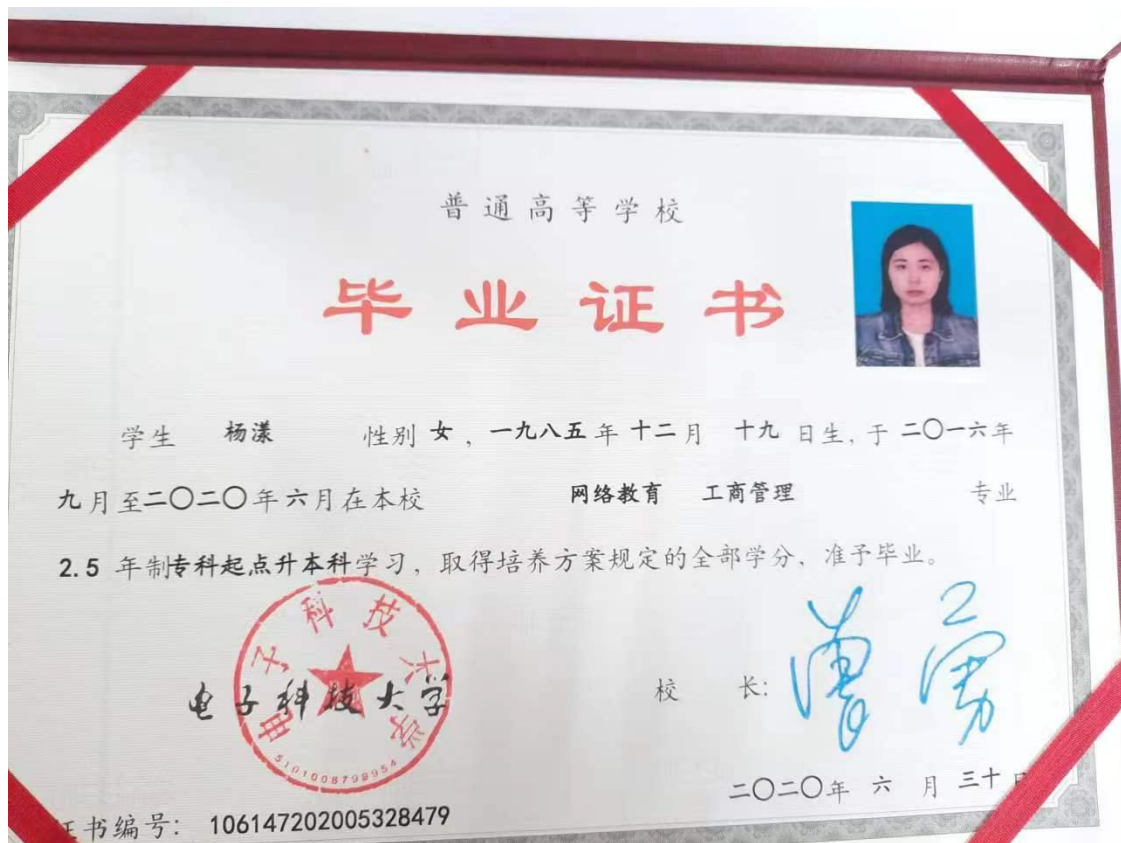 普通高等学校
毕业证书
学生 杨漾 性别 女，一九八五年 十二月 十九 日生，于 二〇一六年
九月至二〇二〇年六月在本校 网络教育 工商管理 专业
2.5 年制专科起点升本科学习，取得培养方案规定的全部学分，准予毕业。
电子科技大学
电子科技大学
5101008798954
校 长：
曾勇
二〇二〇年 六 月 三十日
证书编号： 106147202005328479